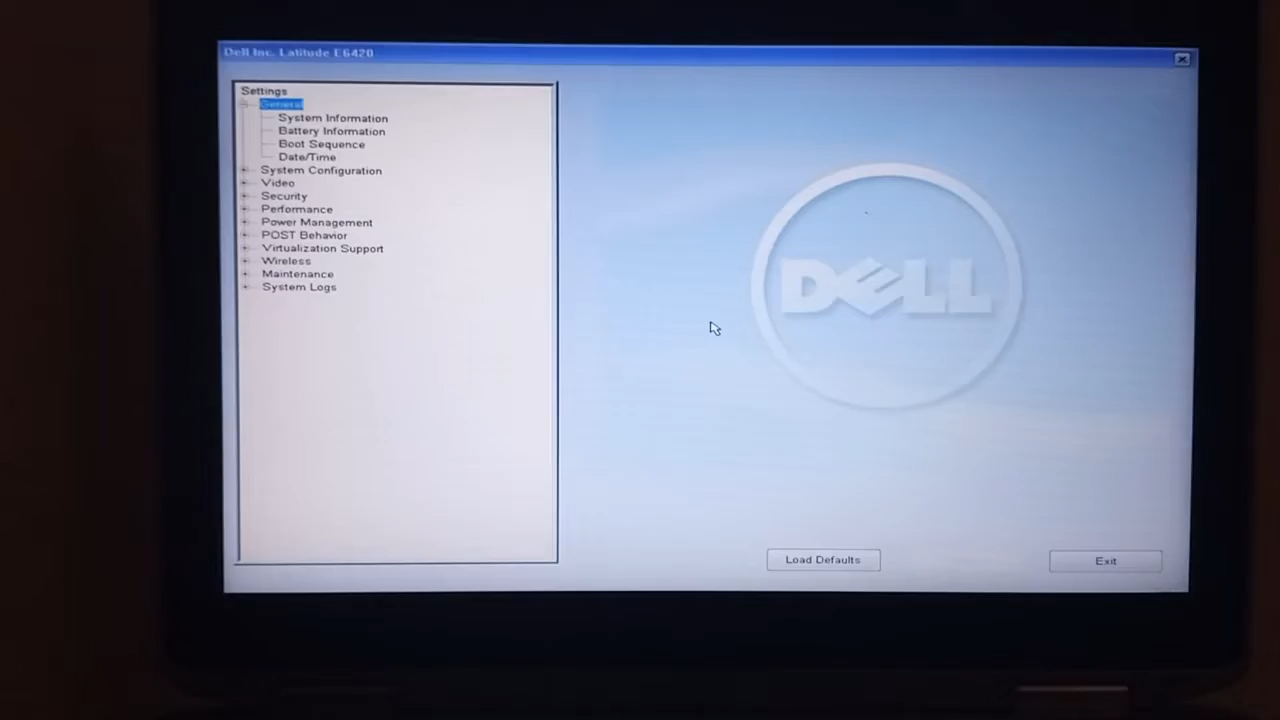 Dell Inc. Latitude E6420
Settings
General
System Information
Battery Information
Boot Sequence
Date/Time
System Configuration
Video
Security
Performance
Power Management
POST Behavior
Virtualization Support
Wireless
Maintenance
System Logs
DELL
Load Defaults
Exit